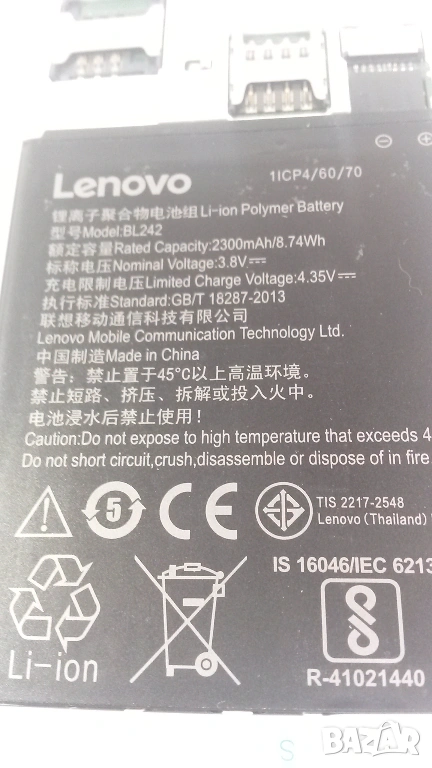 Lenovo
1ICP4/60/70
锂离子聚合物电池组Li-ion Polymer Battery
型号Model:BL242
额定容量Rated Capacity:2300mAh/8.74Wh
标称电压Nominal Voltage:3.8V⎓
充电限制电压Limited Charge Voltage:4.35V⎓
执行标准Standard:GB/T 18287-2013
联想移动通信科技有限公司
Lenovo Mobile Communication Technology Ltd.
中国制造Made in China
警告：禁止置于45°C以上高温环境。
禁止短路、挤压、拆解或投入火中。
电池浸水后禁止使用！
Caution:Do not expose to high temperature that exceeds 4
Do not short circuit,crush,disassemble or dispose of in fire
5
CE
TIS 2217-2548
Lenovo (Thailand)
IS 16046/IEC 6213
Li-ion
R-41021440
S
BAZAR